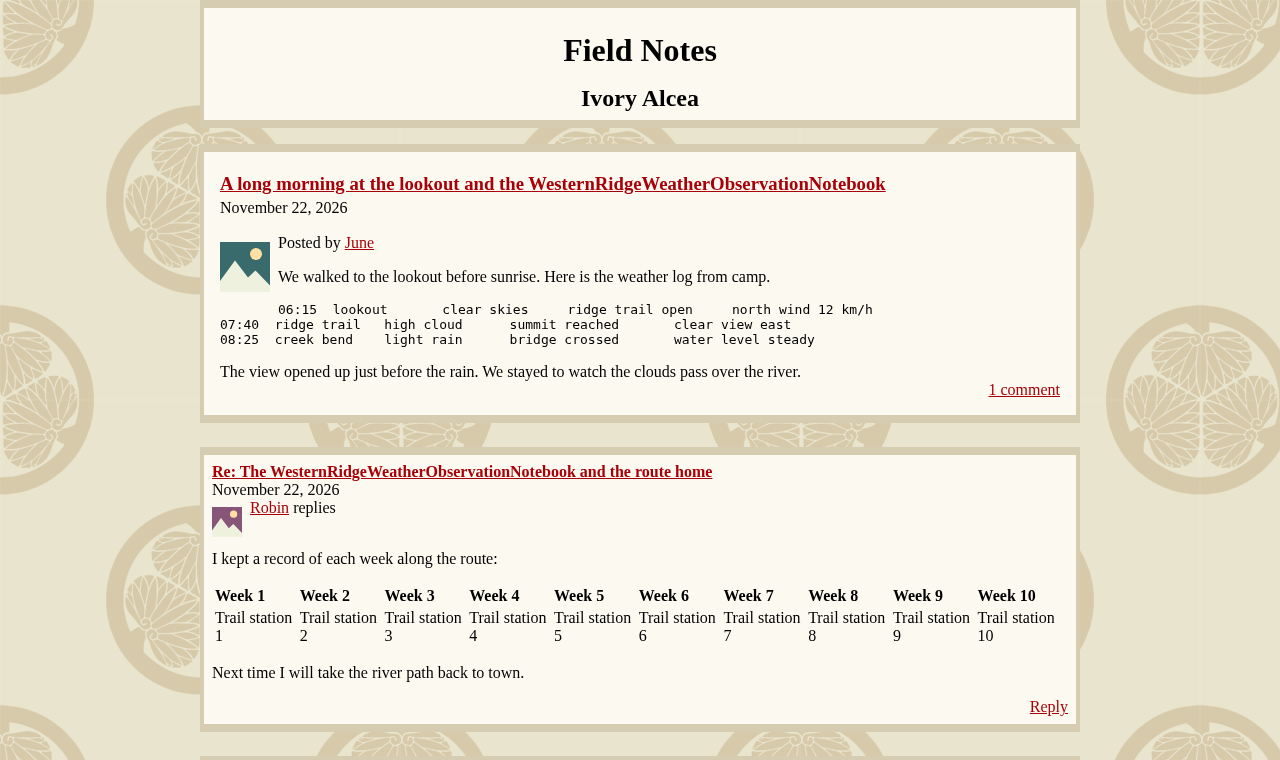 Field Notes
Ivory Alcea
A long morning at the lookout and the WesternRidgeWeatherObservationNotebook
November 22, 2026
Posted by June
We walked to the lookout before sunrise. Here is the weather log from camp.
06:15  lookout       clear skies     ridge trail open     north wind 12 km/h
07:40  ridge trail   high cloud      summit reached       clear view east
08:25  creek bend    light rain      bridge crossed       water level steady
The view opened up just before the rain. We stayed to watch the clouds pass over the river.
1 comment
Re: The WesternRidgeWeatherObservationNotebook and the route home
November 22, 2026
Robin replies
I kept a record of each week along the route:
Week 1 Week 2 Week 3 Week 4 Week 5 Week 6 Week 7 Week 8 Week 9 Week 10
Trail station 1 Trail station 2 Trail station 3 Trail station 4 Trail station 5 Trail station 6 Trail station 7 Trail station 8 Trail station 9 Trail station 10
Next time I will take the river path back to town.
Reply